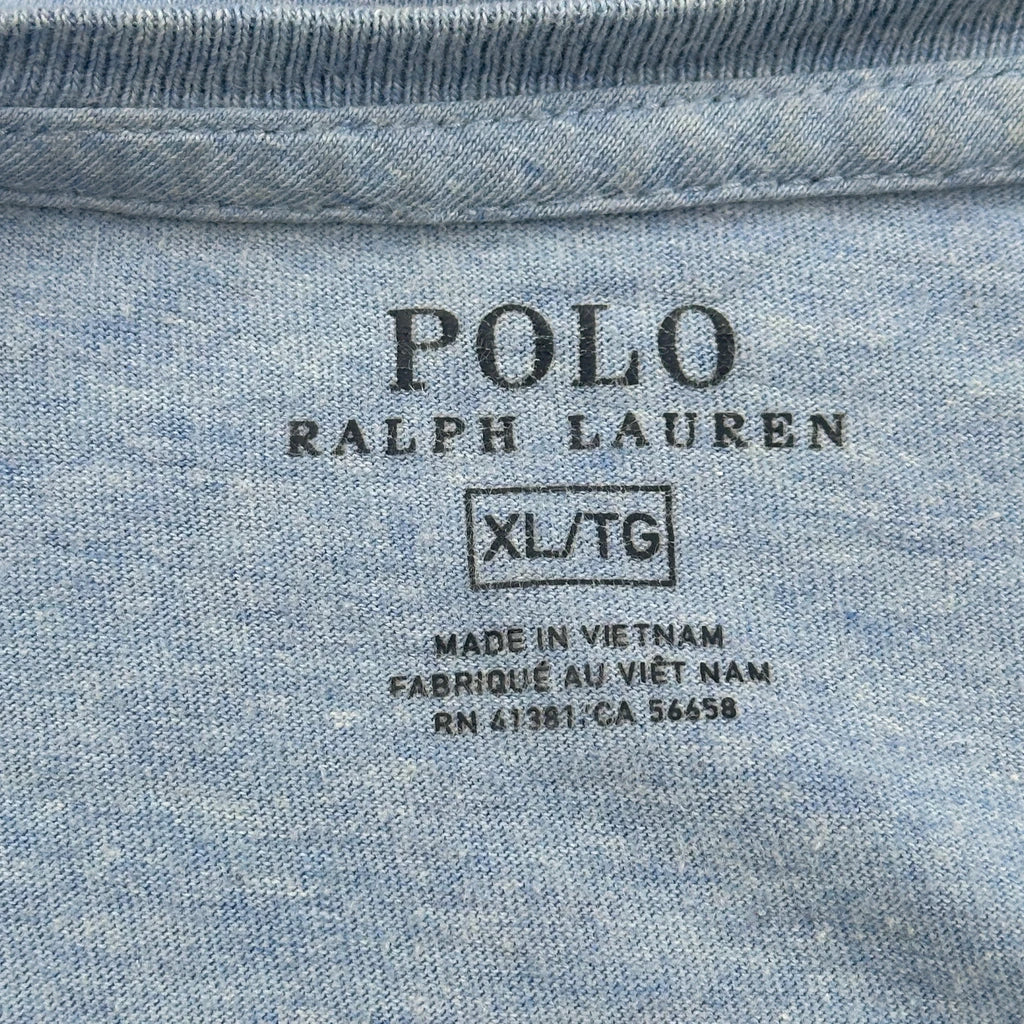 POLO
RALPH LAUREN
XL/TG
MADE IN VIETNAM
FABRIQUÉ AU VIÊT NAM
RN 41381/CA 56658